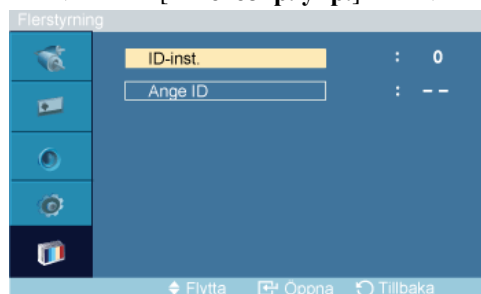 Flerstyrning
ID-inst. : 0
Ange ID : --
Flytta Öppna Tillbaka